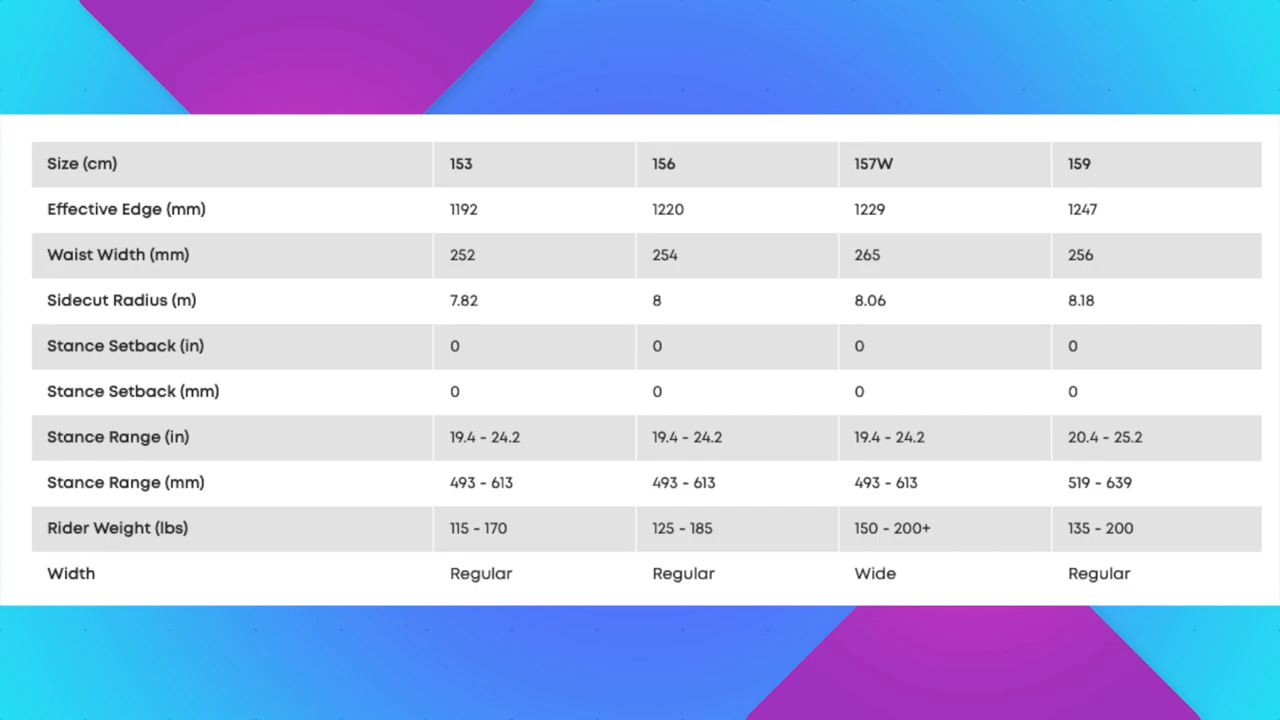 Size (cm) 153 156 157W 159
Effective Edge (mm) 1192 1220 1229 1247
Waist Width (mm) 252 254 265 256
Sidecut Radius (m) 7.82 8 8.06 8.18
Stance Setback (in) 0 0 0 0
Stance Setback (mm) 0 0 0 0
Stance Range (in) 19.4 - 24.2 19.4 - 24.2 19.4 - 24.2 20.4 - 25.2
Stance Range (mm) 493 - 613 493 - 613 493 - 613 519 - 639
Rider Weight (lbs) 115 - 170 125 - 185 150 - 200+ 135 - 200
Width Regular Regular Wide Regular